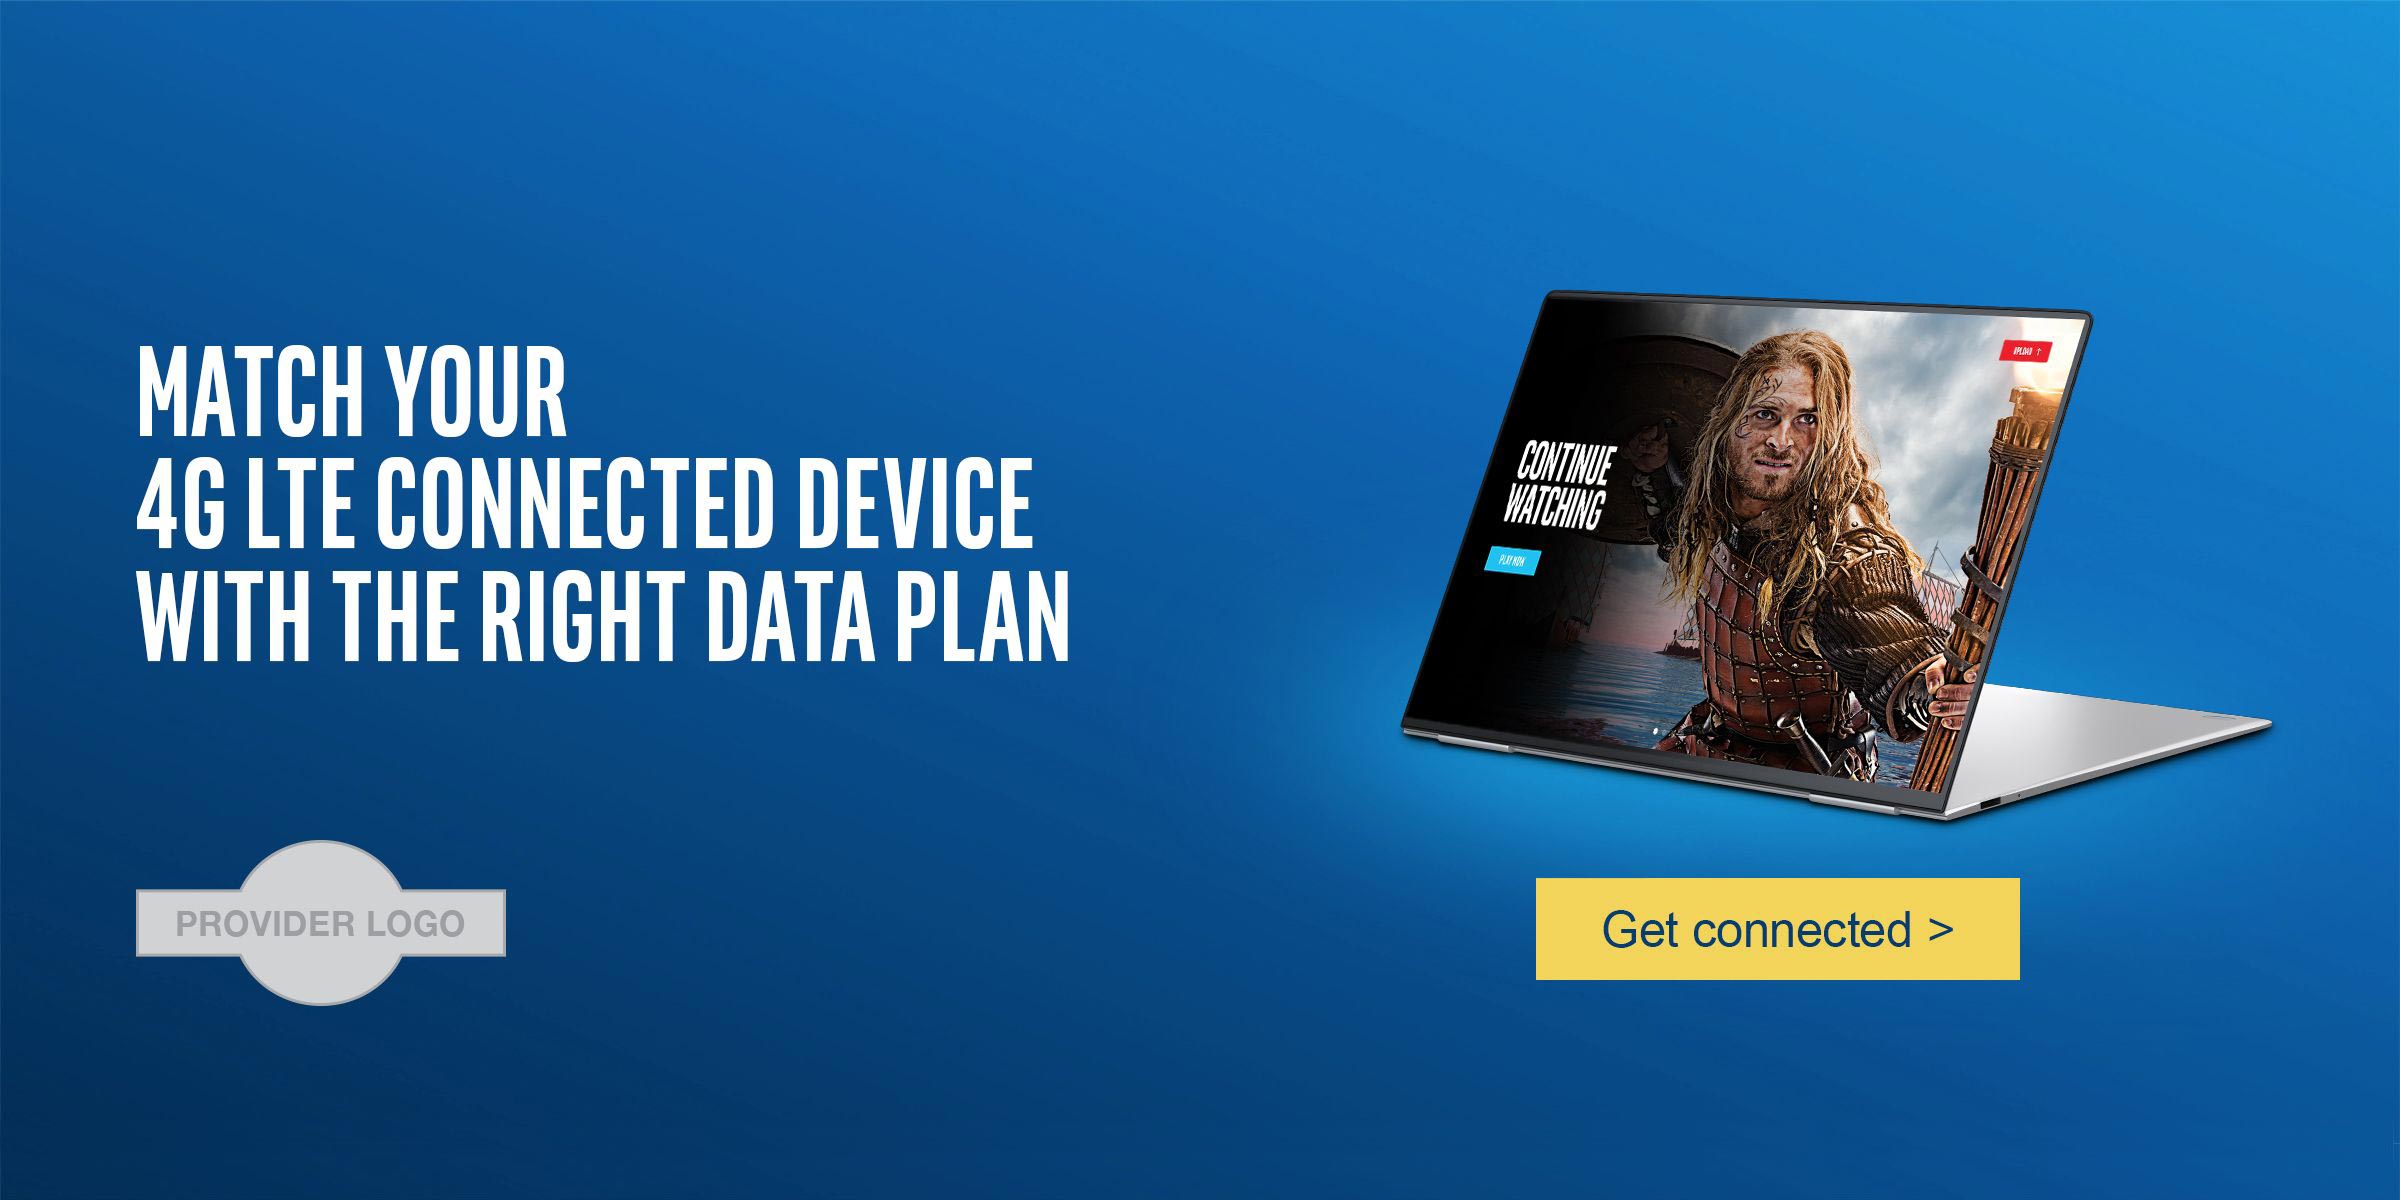 MATCH YOUR
4G LTE CONNECTED DEVICE
WITH THE RIGHT DATA PLAN
PROVIDER LOGO
UPLOAD ↑
CONTINUE
WATCHING
PLAY NOW
Get connected >